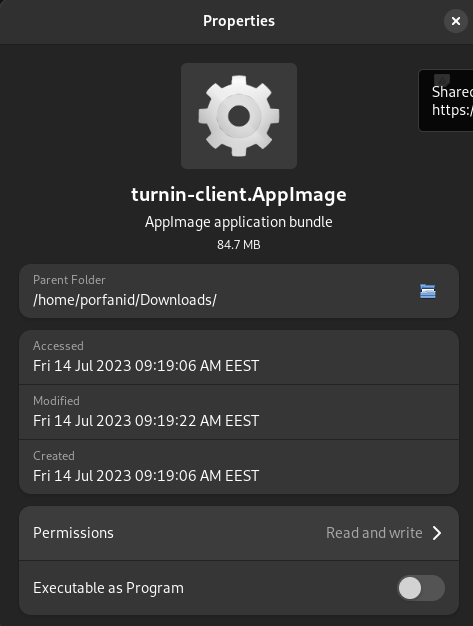 Properties
Shared
https:/
turnin-client.AppImage
AppImage application bundle
84.7 MB
Parent Folder
/home/porfanid/Downloads/
Accessed
Fri 14 Jul 2023 09:19:06 AM EEST
Modified
Fri 14 Jul 2023 09:19:22 AM EEST
Created
Fri 14 Jul 2023 09:19:06 AM EEST
Permissions
Read and write
Executable as Program